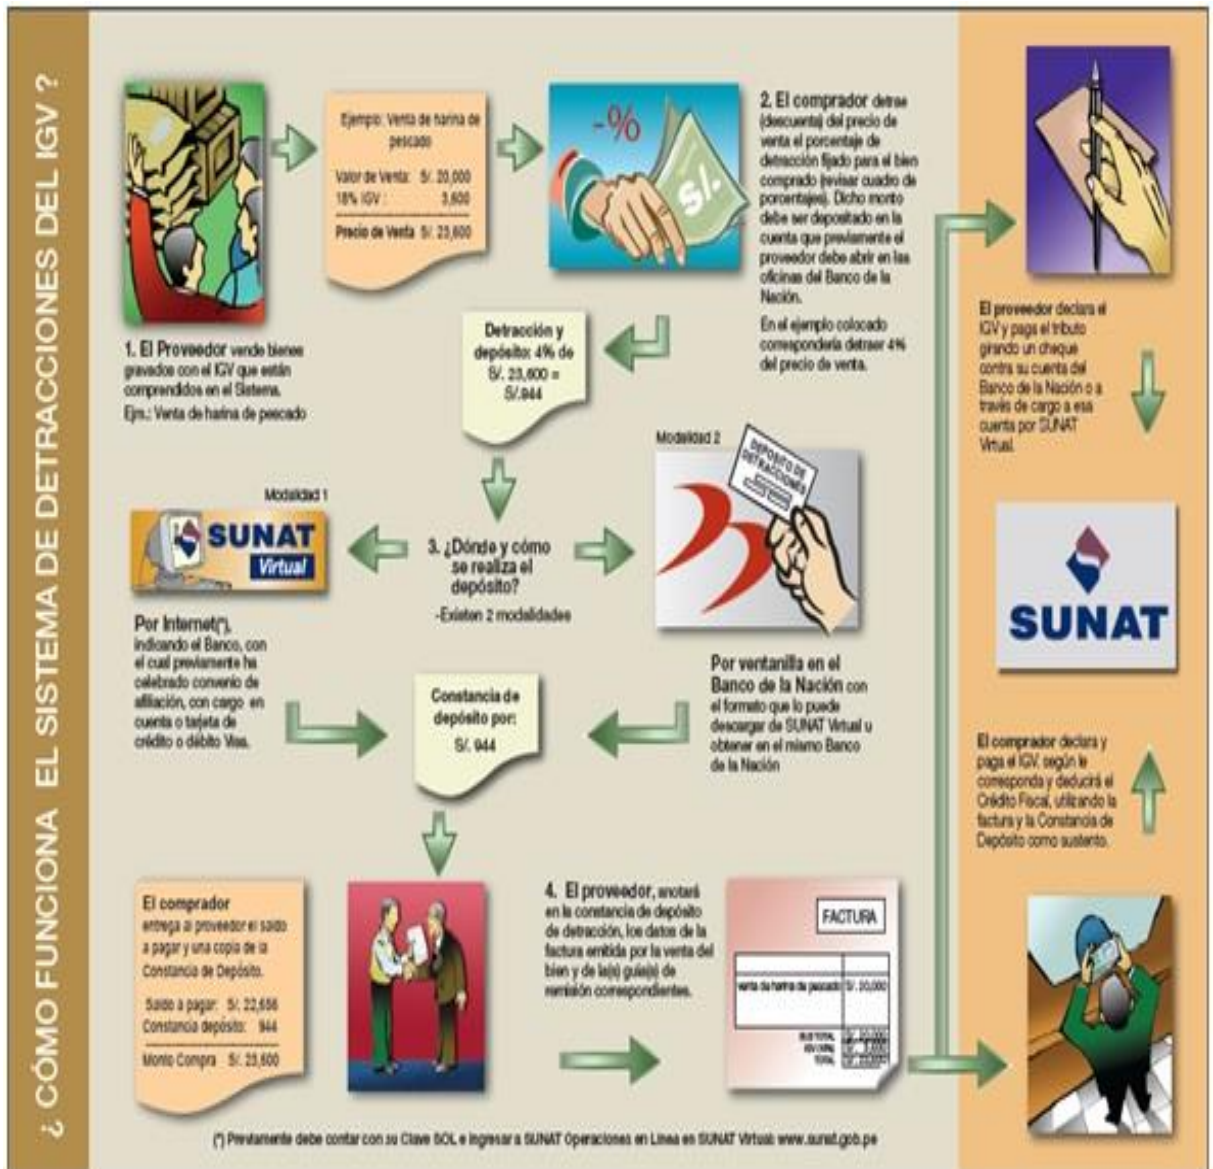 ¿ CÓMO FUNCIONA EL SISTEMA DE DETRACCIONES DEL IGV ?
1. El Proveedor vende bienes
gravados con el IGV que están
comprendidos en el Sistema.
Ejm.: Venta de harina de pescado
Ejemplo: Venta de harina de
pescado
Valor de Venta: S/. 20,000
18% IGV : 3,600
Precio de Venta S/. 23,600
-%
S/.
2. El comprador detrae
(descuenta) del precio de
venta el porcentaje de
detracción fijado para el bien
comprado (revisar cuadro de
porcentajes). Dicho monto
debe ser depositado en la
cuenta que previamente el
proveedor debe abrir en las
oficinas del Banco de la
Nación.
En el ejemplo colocado
correspondería detraer 4%
del precio de venta.
Detracción y
depósito: 4% de
S/. 23,600 =
S/.944
3. ¿Dónde y cómo
se realiza el
depósito?
-Existen 2 modalidades
Modalidad 1
SUNAT
Virtual
Por Internet(*),
indicando el Banco, con
el cual previamente ha
celebrado convenio de
afiliación, con cargo en
cuenta o tarjeta de
crédito o débito Visa.
Modalidad 2
DEPOSITO DE
DETRACCIONES
Por ventanilla en el
Banco de la Nación con
el formato que lo puede
descargar de SUNAT Virtual u
obtener en el mismo Banco
de la Nación
Constancia de
depósito por:
S/. 944
El comprador
entrega al proveedor el saldo
a pagar y una copia de la
Constancia de Depósito.
Saldo a pagar: S/. 22,656
Constancia depósito: 944
Monto Compra S/. 23,600
4. El proveedor, anotará
en la constancia de depósito
de detracción, los datos de la
factura emitida por la venta del
bien y de la(s) guía(s) de
remisión correspondientes.
FACTURA
venta de harina de pescado S/. 20,000
SUB TOTAL S/. 20,000
IGV (18%) S/. 3,600
TOTAL S/. 23,600
El proveedor declara el
IGV y paga el tributo
girando un cheque
contra su cuenta del
Banco de la Nación o a
través de cargo a esa
cuenta por SUNAT
Virtual.
SUNAT
El comprador declara y
paga el IGV, según le
corresponda y deducirá el
Crédito Fiscal, utilizando la
factura y la Constancia de
Depósito como sustento.
(*) Previamente debe contar con su Clave SOL e ingresar a SUNAT Operaciones en Línea en SUNAT Virtual: www.sunat.gob.pe